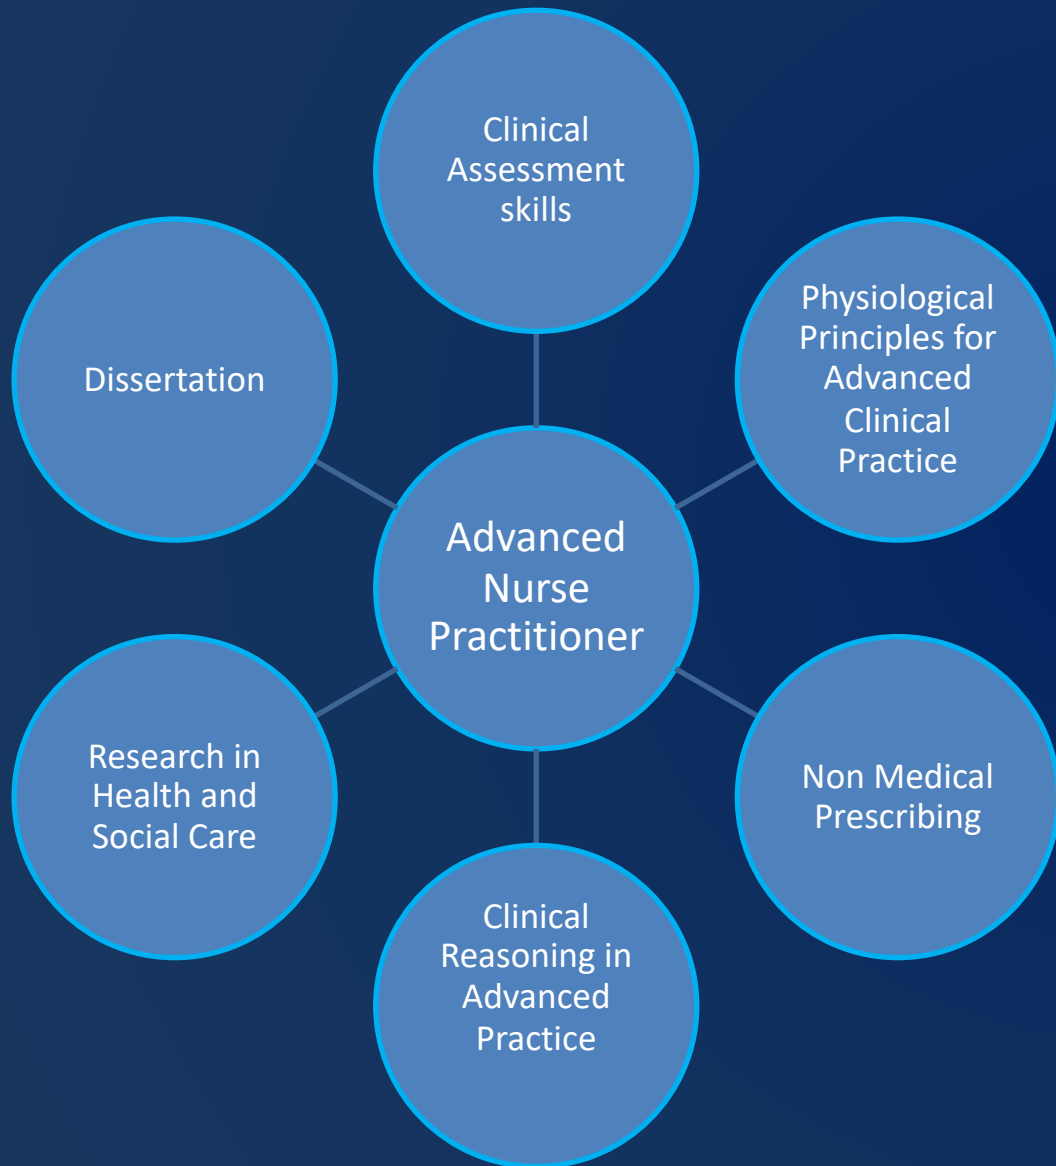 Clinical
Assessment
skills
Physiological
Principles for
Advanced
Clinical
Practice
Non Medical
Prescribing
Clinical
Reasoning in
Advanced
Practice
Research in
Health and
Social Care
Dissertation
Advanced
Nurse
Practitioner